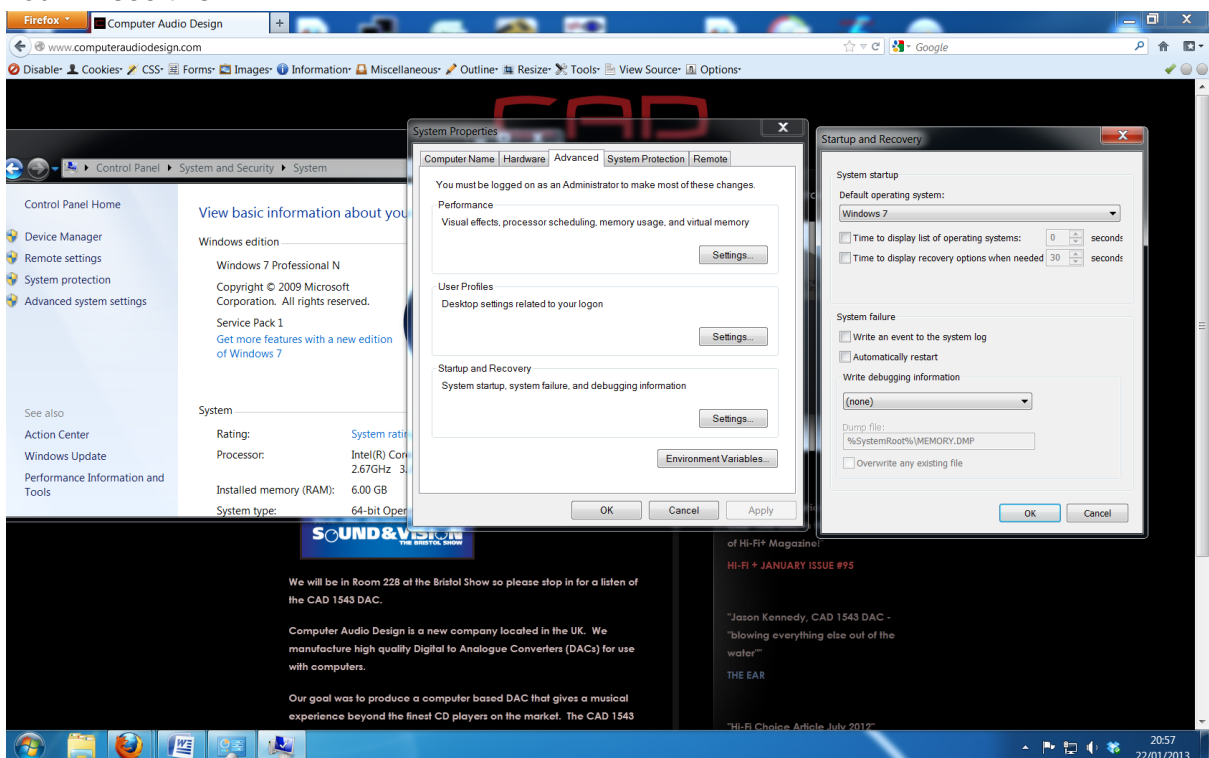 Firefox
Computer Audio Design
+
www.computeraudiodesign.com
Google
Disable Cookies CSS Forms Images Information Miscellaneous Outline Resize Tools View Source Options
CAD
Control Panel System and Security System
Control Panel Home
Device Manager
Remote settings
System protection
Advanced system settings
See also
Action Center
Windows Update
Performance Information and
Tools
View basic information about you
Windows edition
Windows 7 Professional N
Copyright © 2009 Microsoft
Corporation. All rights reserved.
Service Pack 1
Get more features with a new edition
of Windows 7
System
Rating:
System
Processor:
Intel(R)
2.67GHz
Installed memory (RAM):
6.00 GB
System type:
64-bit
System Properties
X
Computer Name Hardware Advanced System Protection Remote
You must be logged on as an Administrator to make most of these changes.
Performance
Visual effects, processor scheduling, memory usage, and virtual memory
Settings...
User Profiles
Desktop settings related to your logon
Settings...
Startup and Recovery
System startup, system failure, and debugging information
Settings...
Environment Variables...
OK Cancel Apply
Startup and Recovery
X
System startup
Default operating system:
Windows 7
Time to display list of operating systems: 0 seconds
Time to display recovery options when needed 30 seconds
System failure
Write an event to the system log
Automatically restart
Write debugging information
(none)
Dump file:
%SystemRoot%\MEMORY.DMP
Overwrite any existing file
OK Cancel
SOUND&VISION
THE BRISTOL SHOW
We will be in Room 228 at the Bristol Show so please stop in for a listen of
the CAD 1543 DAC.
Computer Audio Design is a new company located in the UK. We
manufacture high quality Digital to Analogue Converters (DACs) for use
with computers.
Our goal was to produce a computer based DAC that gives a musical
experience beyond the finest CD players on the market. The CAD 1543
of Hi-Fi+ Magazine!
HI-FI + JANUARY ISSUE #95
"Jason Kennedy, CAD 1543 DAC -
"blowing everything else out of the
water""
THE EAR
"Hi-Fi Choice Article July 2012"
20:57
22/01/2013